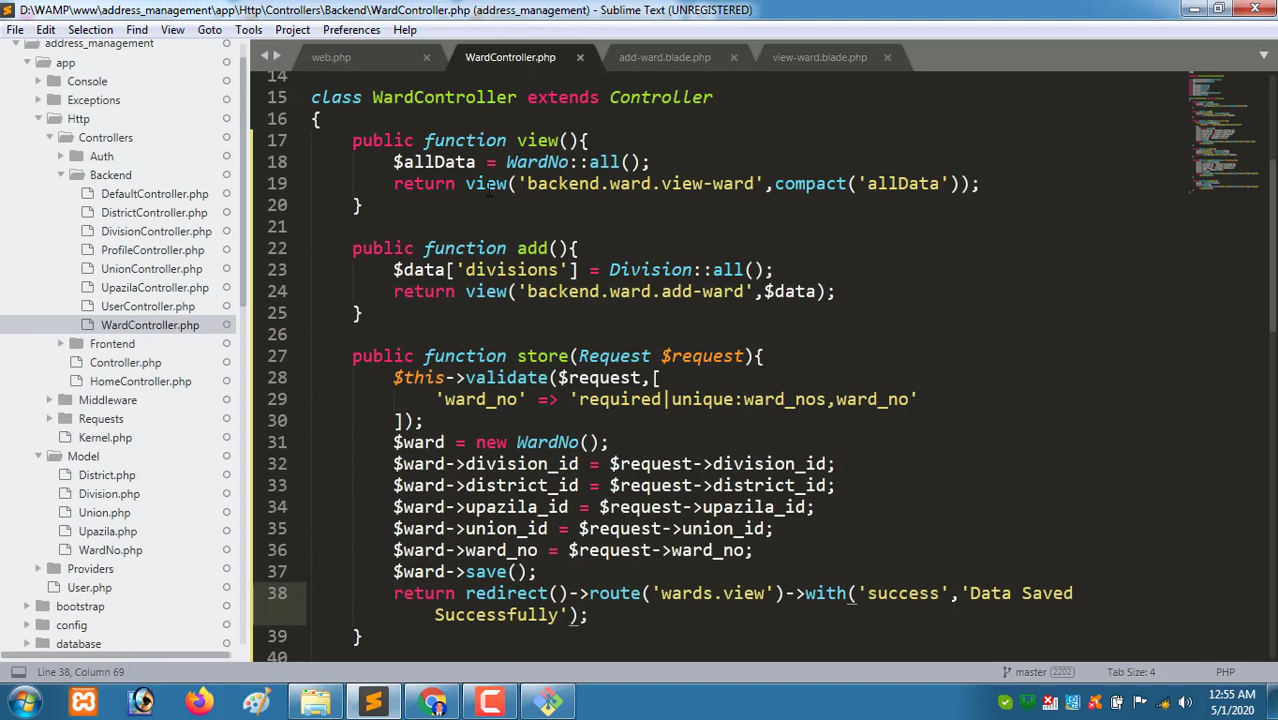 D:\WAMP\www\address_management\app\Http\Controllers\Backend\WardController.php (address_management) - Sublime Text (UNREGISTERED)
File Edit Selection Find View Goto Tools Project Preferences Help
address_management
app
Console
Exceptions
Http
Controllers
Auth
Backend
DefaultController.php
DistrictController.php
DivisionController.php
ProfileController.php
UnionController.php
UpazilaController.php
UserController.php
WardController.php
Frontend
Controller.php
HomeController.php
Middleware
Requests
Kernel.php
Model
District.php
Division.php
Union.php
Upazila.php
WardNo.php
Providers
User.php
bootstrap
config
database
web.php WardController.php add-ward.blade.php view-ward.blade.php
14
15 class WardController extends Controller
16 {
17 public function view(){
18 $allData = WardNo::all();
19 return view('backend.ward.view-ward',compact('allData'));
20 }
21
22 public function add(){
23 $data['divisions'] = Division::all();
24 return view('backend.ward.add-ward',$data);
25 }
26
27 public function store(Request $request){
28 $this->validate($request,[
29 'ward_no' => 'required|unique:ward_nos,ward_no'
30 ]);
31 $ward = new WardNo();
32 $ward->division_id = $request->division_id;
33 $ward->district_id = $request->district_id;
34 $ward->upazila_id = $request->upazila_id;
35 $ward->union_id = $request->union_id;
36 $ward->ward_no = $request->ward_no;
37 $ward->save();
38 return redirect()->route('wards.view')->with('success','Data Saved
Successfully');
39 }
40
Line 38, Column 69 master 2202 Tab Size: 4 PHP
12:55 AM
5/1/2020